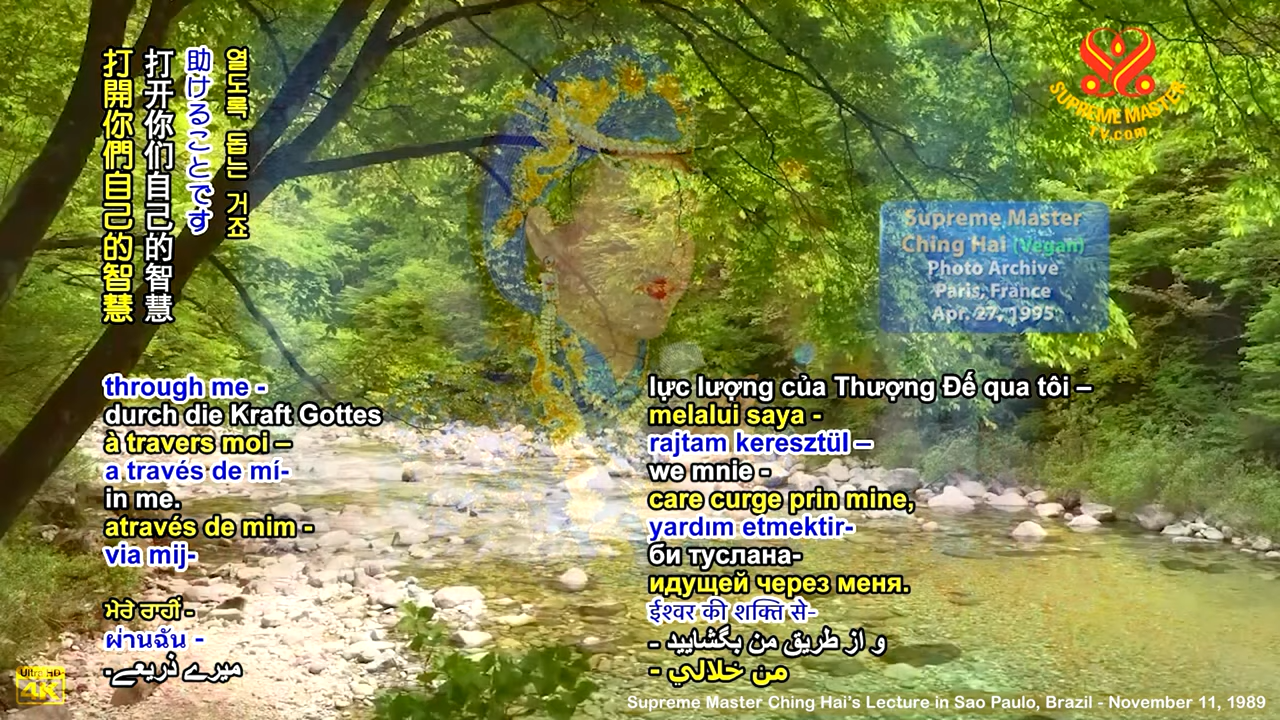 열도록 돕는 거죠
助けることです
打开你们自己的智慧
打開你們自己的智慧
SUPREME MASTER
TV.com
Supreme Master
Ching Hai (Vegan)
Photo Archive
Paris, France
Apr. 27, 1995
through me -
durch die Kraft Gottes
à travers moi –
a través de mí-
in me.
através de mim -
via mij-
ਮੇਰੇ ਰਾਹੀਂ -
ผ่านฉัน -
میرے ذریعے۔
lực lượng của Thượng Đế qua tôi –
melalui saya -
rajtam keresztül –
we mnie -
care curge prin mine,
yardım etmektir-
би туслана-
идущей через меня.
ईश्वर की शक्ति से-
و از طریق من بگشایید -
من خلالي -
Ultra HD
4K
Supreme Master Ching Hai's Lecture in Sao Paulo, Brazil - November 11, 1989